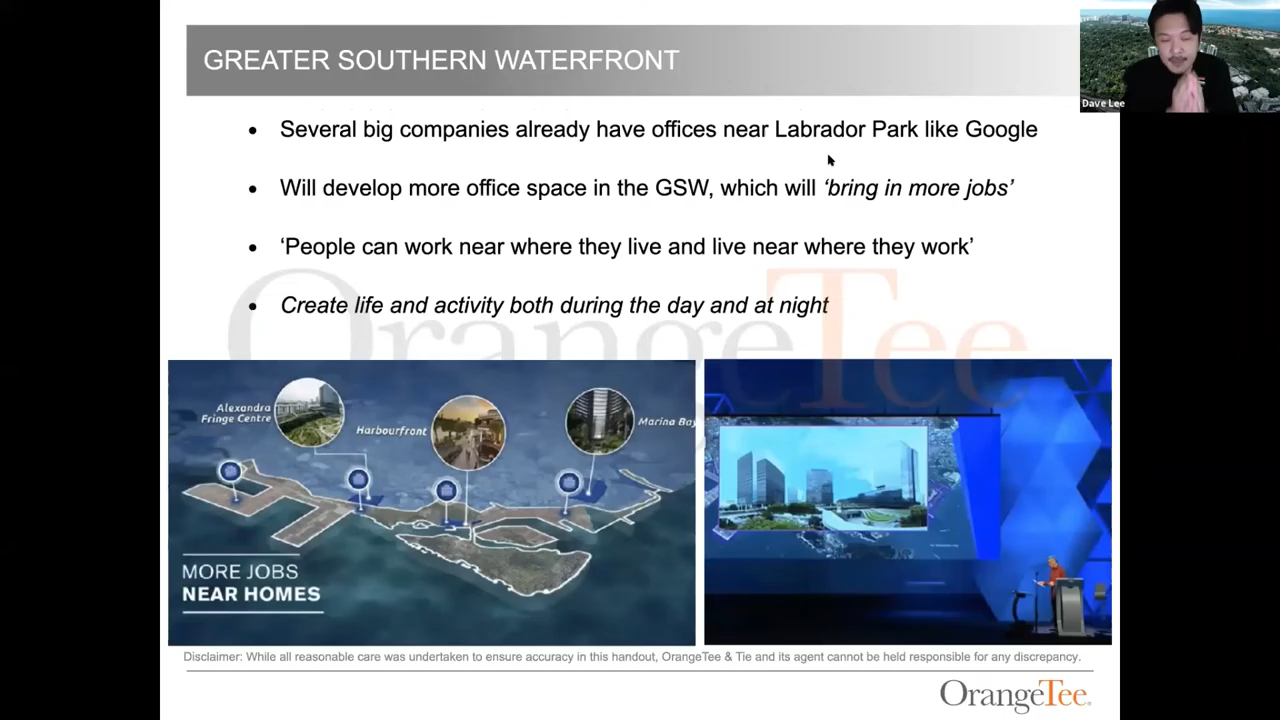 GREATER SOUTHERN WATERFRONT
Dave Lee
Several big companies already have offices near Labrador Park like Google
Will develop more office space in the GSW, which will ‘bring in more jobs’
‘People can work near where they live and live near where they work’
Create life and activity both during the day and at night
OrangeTee
Alexandra
Fringe Centre
Harbourfront
Marina Bay
MORE JOBS
NEAR HOMES
Disclaimer: While all reasonable care was undertaken to ensure accuracy in this handout, OrangeTee & Tie and its agent cannot be held responsible for any discrepancy.
OrangeTee